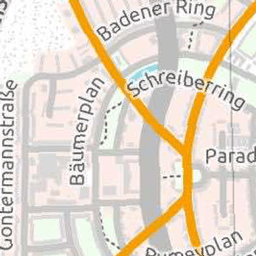 Badener Ring
Schreiberring
Bäumerplan
Gontermannstraße
Parad
Rumeyplan